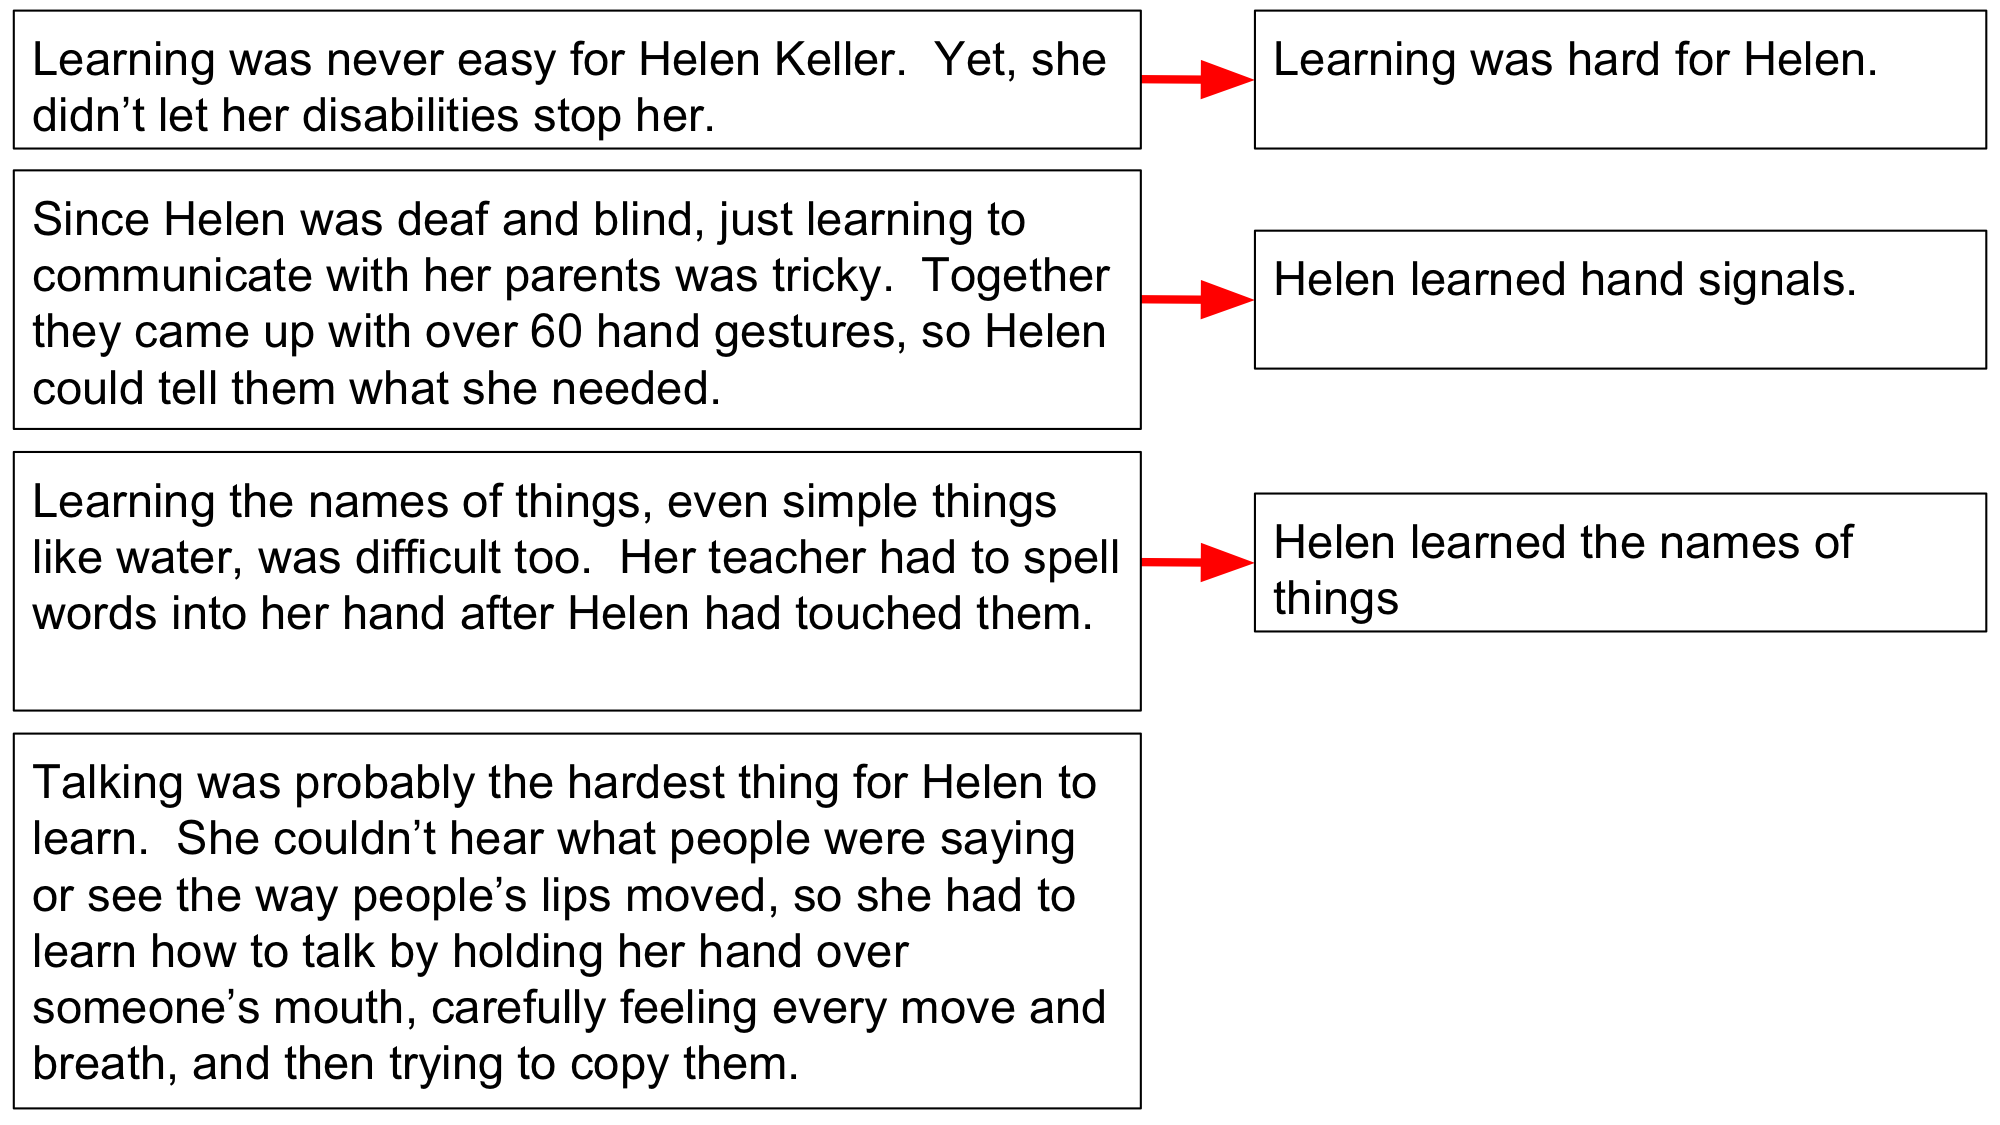 Learning was never easy for Helen Keller.  Yet, she
didn’t let her disabilities stop her.
Learning was hard for Helen.
Since Helen was deaf and blind, just learning to
communicate with her parents was tricky.  Together
they came up with over 60 hand gestures, so Helen
could tell them what she needed.
Helen learned hand signals.
Learning the names of things, even simple things
like water, was difficult too.  Her teacher had to spell
words into her hand after Helen had touched them.
Helen learned the names of
things
Talking was probably the hardest thing for Helen to
learn.  She couldn’t hear what people were saying
or see the way people’s lips moved, so she had to
learn how to talk by holding her hand over
someone’s mouth, carefully feeling every move and
breath, and then trying to copy them.